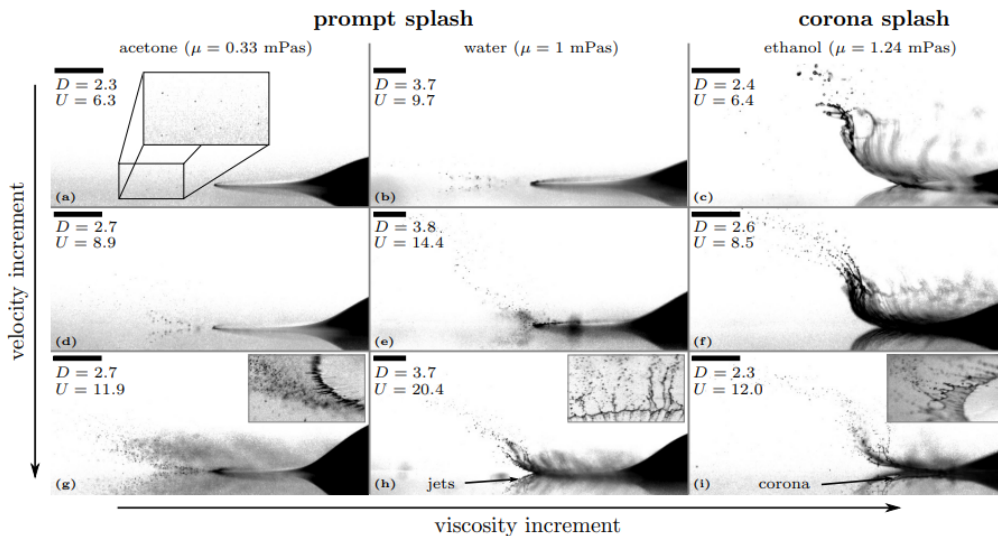 prompt splash
corona splash
acetone (μ = 0.33 mPas)
water (μ = 1 mPas)
ethanol (μ = 1.24 mPas)
velocity increment
D = 2.3
U = 6.3
(a)
D = 3.7
U = 9.7
(b)
D = 2.4
U = 6.4
(c)
D = 2.7
U = 8.9
(d)
D = 3.8
U = 14.4
(e)
D = 2.6
U = 8.5
(f)
D = 2.7
U = 11.9
(g)
D = 3.7
U = 20.4
jets
(h)
D = 2.3
U = 12.0
corona
(i)
viscosity increment